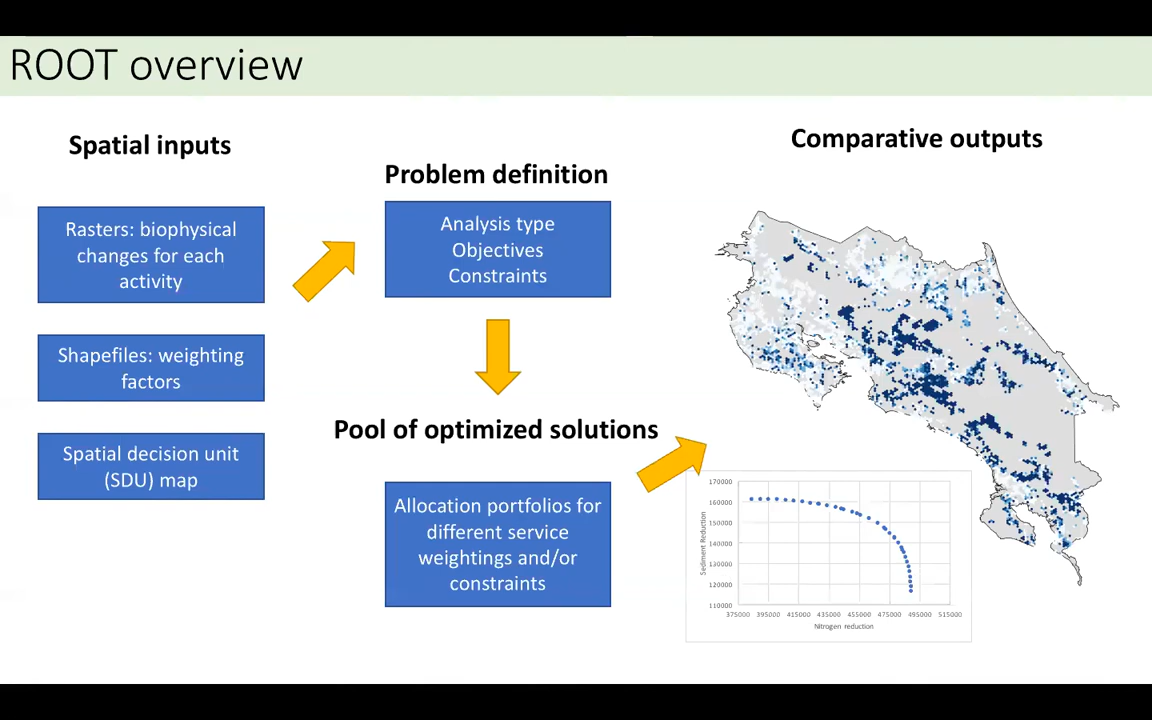 ROOT overview
Spatial inputs
Rasters: biophysical
changes for each
activity
Shapefiles: weighting
factors
Spatial decision unit
(SDU) map
Problem definition
Analysis type
Objectives
Constraints
Pool of optimized solutions
Allocation portfolios for
different service
weightings and/or
constraints
Comparative outputs
Sediment Reduction
170000
160000
150000
140000
130000
120000
110000
375000 395000 415000 435000 455000 475000 495000 515000
Nitrogen reduction